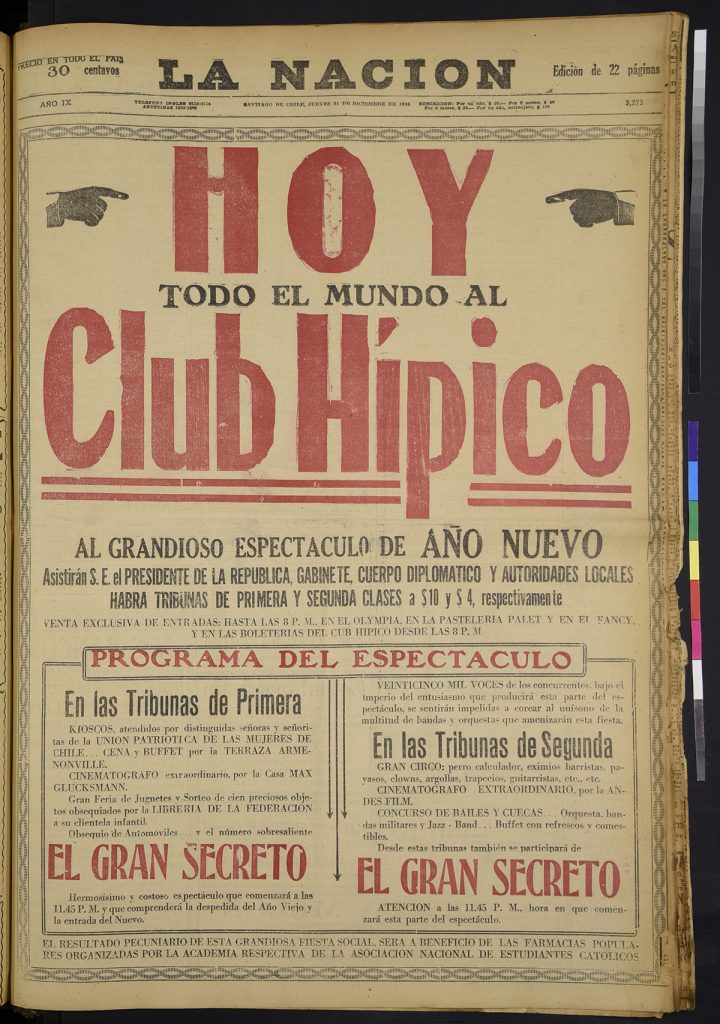 PRECIO EN TODO EL PAIS
30 centavos
LA NACION
Edición de 22 páginas
AÑO IX
SANTIAGO DE CHILE, JUEVES 31 DE DICIEMBRE DE 1925
3,273
HOY
TODO EL MUNDO AL
Club Hípico
AL GRANDIOSO ESPECTACULO DE AÑO NUEVO
Asistirán S. E. el PRESIDENTE DE LA REPUBLICA, GABINETE, CUERPO DIPLOMATICO Y AUTORIDADES LOCALES
HABRA TRIBUNAS DE PRIMERA Y SEGUNDA CLASES a $10 y $ 4, respectivamente
VENTA EXCLUSIVA DE ENTRADAS: HASTA LAS 8 P. M., EN EL OLYMPIA, EN LA PASTELERIA PALET Y EN EL FANCY,
Y EN LAS BOLETERIAS DEL CUB HIPICO DESDE LAS 8 P. M
PROGRAMA DEL ESPECTACULO
En las Tribunas de Primera
KIOSCOS, atendidos por distinguidas señoras y señori-
tas de la UNION PATRIOTICA DE LAS MUJERES DE
CHILE... CENA y BUFFET por la TERRAZA ARME-
NONVILLE.
CINEMATOGRAFO extraordinario, por la Casa MAX
GLUCKSMANN.
Gran Feria de Juguetes y Sorteo de cien preciosos obje-
tos obsequiados por la LIBRERIA DE LA FEDERACION
a su clientela infantil.
Obsequio de Automóviles... y el número sobresaliente
EL GRAN SECRETO
Hermosísimo y costoso espectáculo que comenzará a las
11.45 P. M. y que comprenderá la despedida del Año Viejo y
la entrada del Nuevo.
VEINTICINCO MIL VOCES de los concurrentes, bajo el
imperio del entusiasmo que producirá esta parte del es-
pectáculo, se sentirán impelidas a corear al unísono de la
multitud de bandas y orquestas que amenizarán esta fiesta.
En las Tribunas de Segunda
GRAN CIRCO: perro calculador, eximios barristas, pa-
yasos, clowns, argollas, trapecios, guitarristas, etc., etc.
CINEMATOGRAFO EXTRAORDINARIO, por la AN-
DES FILM.
CONCURSO DE BAILES Y CUECAS... Orquesta, ban-
das militares y Jazz - Band... Buffet con refrescos y comes-
tibles.
Desde estas tribunas también se participará de
EL GRAN SECRETO
ATENCION a las 11.45 P. M., hora en que comen-
zará esta parte del espectáculo.
EL RESULTADO PECUNIARIO DE ESTA GRANDIOSA FIESTA SOCIAL, SERA A BENEFICIO DE LAS FARMACIAS POPULA-
RES ORGANIZADAS POR LA ACADEMIA RESPECTIVA DE LA ASOCIACION NACIONAL DE ESTUDIANTES CATOLICOS